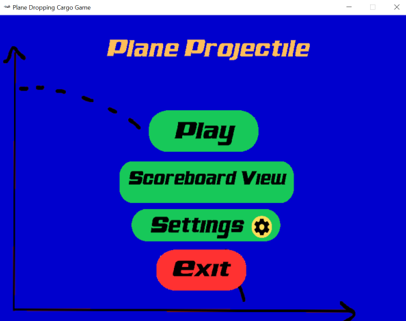 Plane Dropping Cargo Game
Plane Projectile
Play
Scoreboard View
Settings
Exit